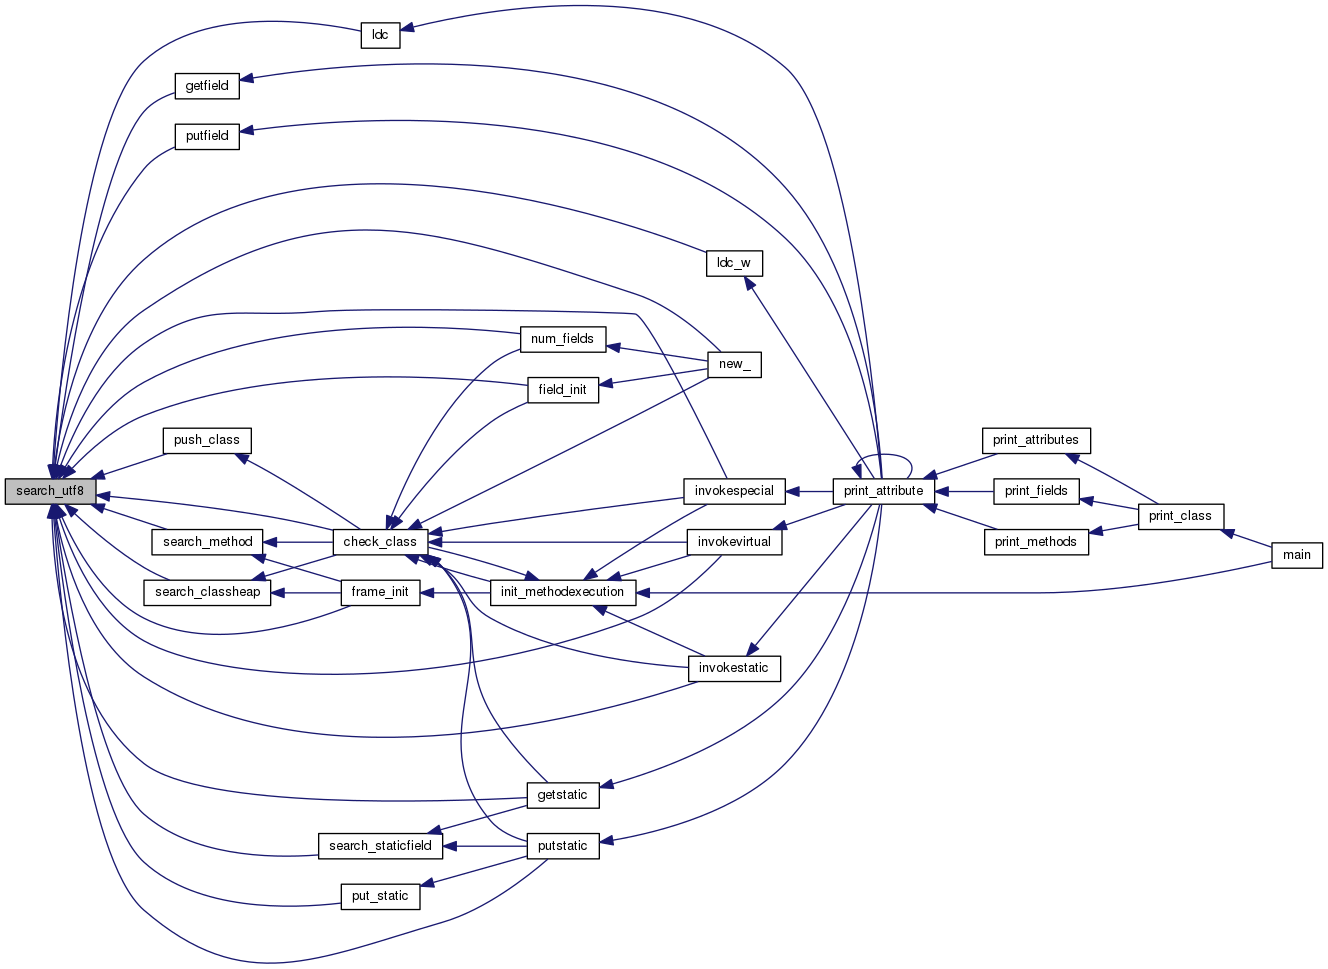 ldc
getfield
putfield
ldc_w
num_fields
new_
field_init
push_class
print_attributes
search_utf8
invokespecial
print_attribute
print_fields
print_class
search_method
check_class
invokevirtual
print_methods
main
search_classheap
frame_init
init_methodexecution
invokestatic
getstatic
search_staticfield
putstatic
put_static